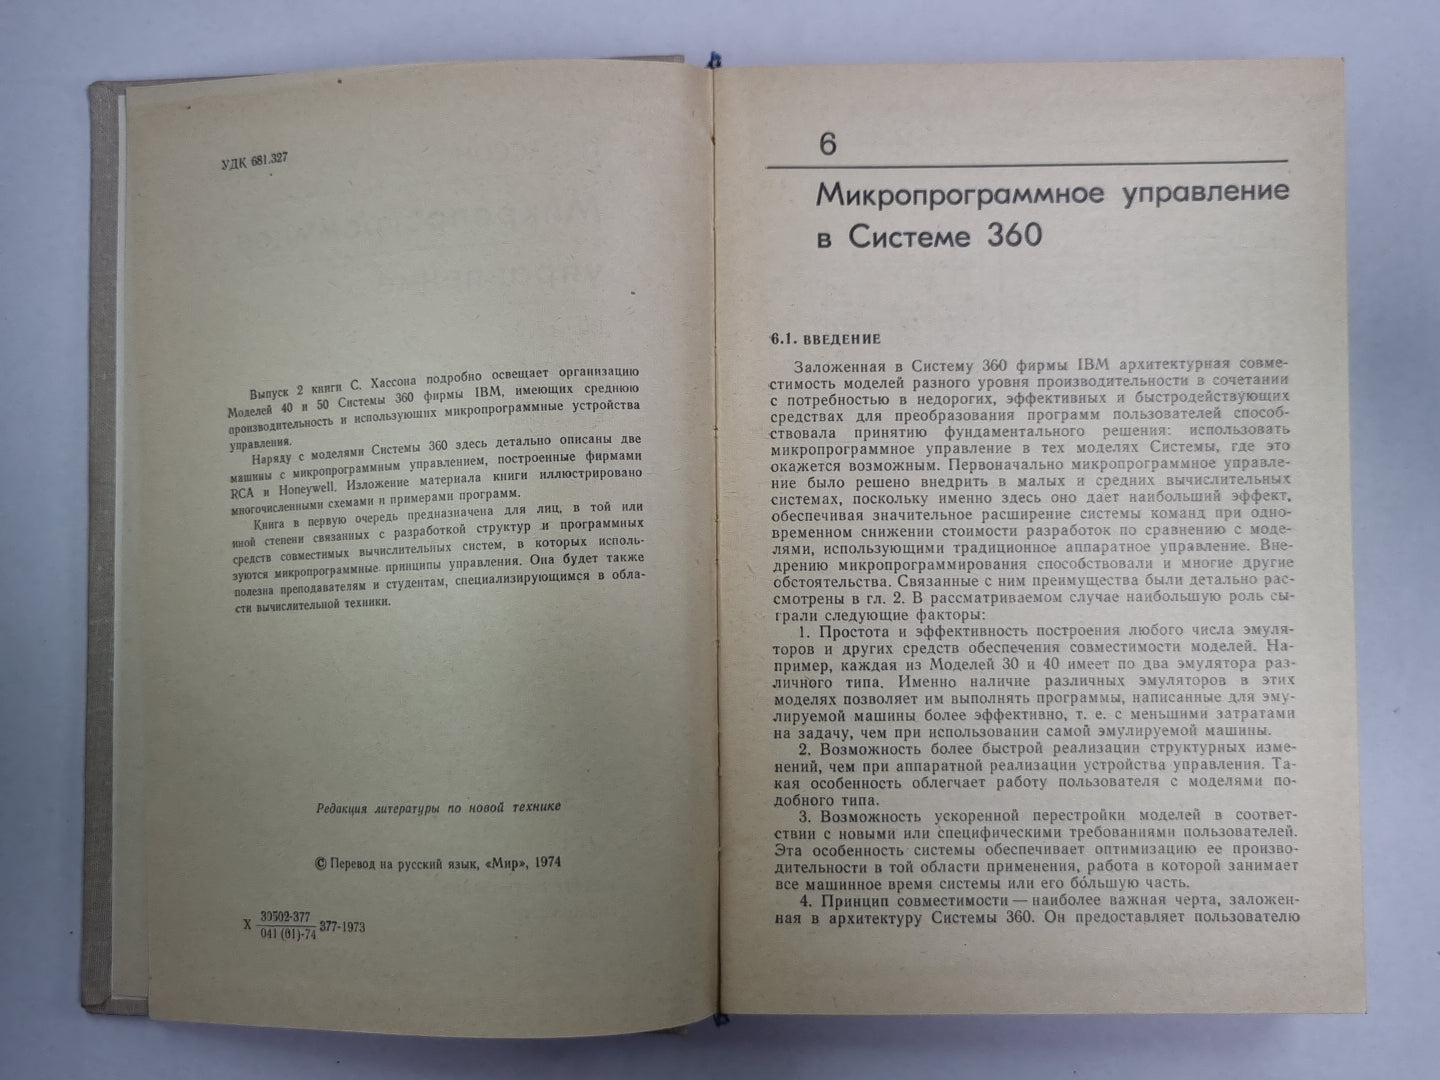 УДК 681.327
Выпуск 2 книги С. Хассона подробно освещает организацию
Моделей 40 и 50 Системы 360 фирмы IBM, имеющих среднюю
производительность и использующих микропрограммные устройства
управления.
Наряду с моделями Системы 360 здесь детально описаны две
машины с микропрограммным управлением, построенные фирмами
RCA и Honeywell. Изложение материала книги иллюстрировано
многочисленными схемами и примерами программ.
Книга в первую очередь предназначена для лиц, в той или
иной степени связанных с разработкой структур и программных
средств совместимых вычислительных систем, в которых исполь-
зуются микропрограммные принципы управления. Она будет также
полезна преподавателям и студентам, специализирующимся в обла-
сти вычислительной техники.
Редакция литературы по новой технике
© Перевод на русский язык, «Мир», 1974
Х 30502-377
041 (01)-74 377-1973
6
Микропрограммное управление
в Системе 360
6.1. ВВЕДЕНИЕ
Заложенная в Систему 360 фирмы IBM архитектурная совме-
стимость моделей разного уровня производительности в сочетании
с потребностью в недорогих, эффективных и быстродействующих
средствах для преобразования программ пользователей способ-
ствовала принятию фундаментального решения: использовать
микропрограммное управление в тех моделях Системы, где это
окажется возможным. Первоначально микропрограммное управле-
ние было решено внедрить в малых и средних вычислительных
системах, поскольку именно здесь оно дает наибольший эффект,
обеспечивая значительное расширение системы команд при одно-
временном снижении стоимости разработок по сравнению с моде-
лями, использующими традиционное аппаратное управление. Вне-
дрению микропрограммирования способствовали и многие другие
обстоятельства. Связанные с ним преимущества были детально рас-
смотрены в гл. 2. В рассматриваемом случае наибольшую роль сы-
грали следующие факторы:
1. Простота и эффективность построения любого числа эмуля-
торов и других средств обеспечения совместимости моделей. На-
пример, каждая из Моделей 30 и 40 имеет по два эмулятора раз-
личного типа. Именно наличие различных эмуляторов в этих
моделях позволяет им выполнять программы, написанные для эму-
лируемой машины более эффективно, т. е. с меньшими затратами
на задачу, чем при использовании самой эмулируемой машины.
2. Возможность более быстрой реализации структурных изме-
нений, чем при аппаратной реализации устройства управления. Та-
кая особенность облегчает работу пользователя с моделями по-
добного типа.
3. Возможность ускоренной перестройки моделей в соответ-
ствии с новыми или специфическими требованиями пользователей.
Эта особенность системы обеспечивает оптимизацию ее произво-
дительности в той области применения, работа в которой занимает
все машинное время системы или его бо́льшую часть.
4. Принцип совместимости — наиболее важная черта, заложен-
ная в архитектуру Системы 360. Он предоставляет пользователю